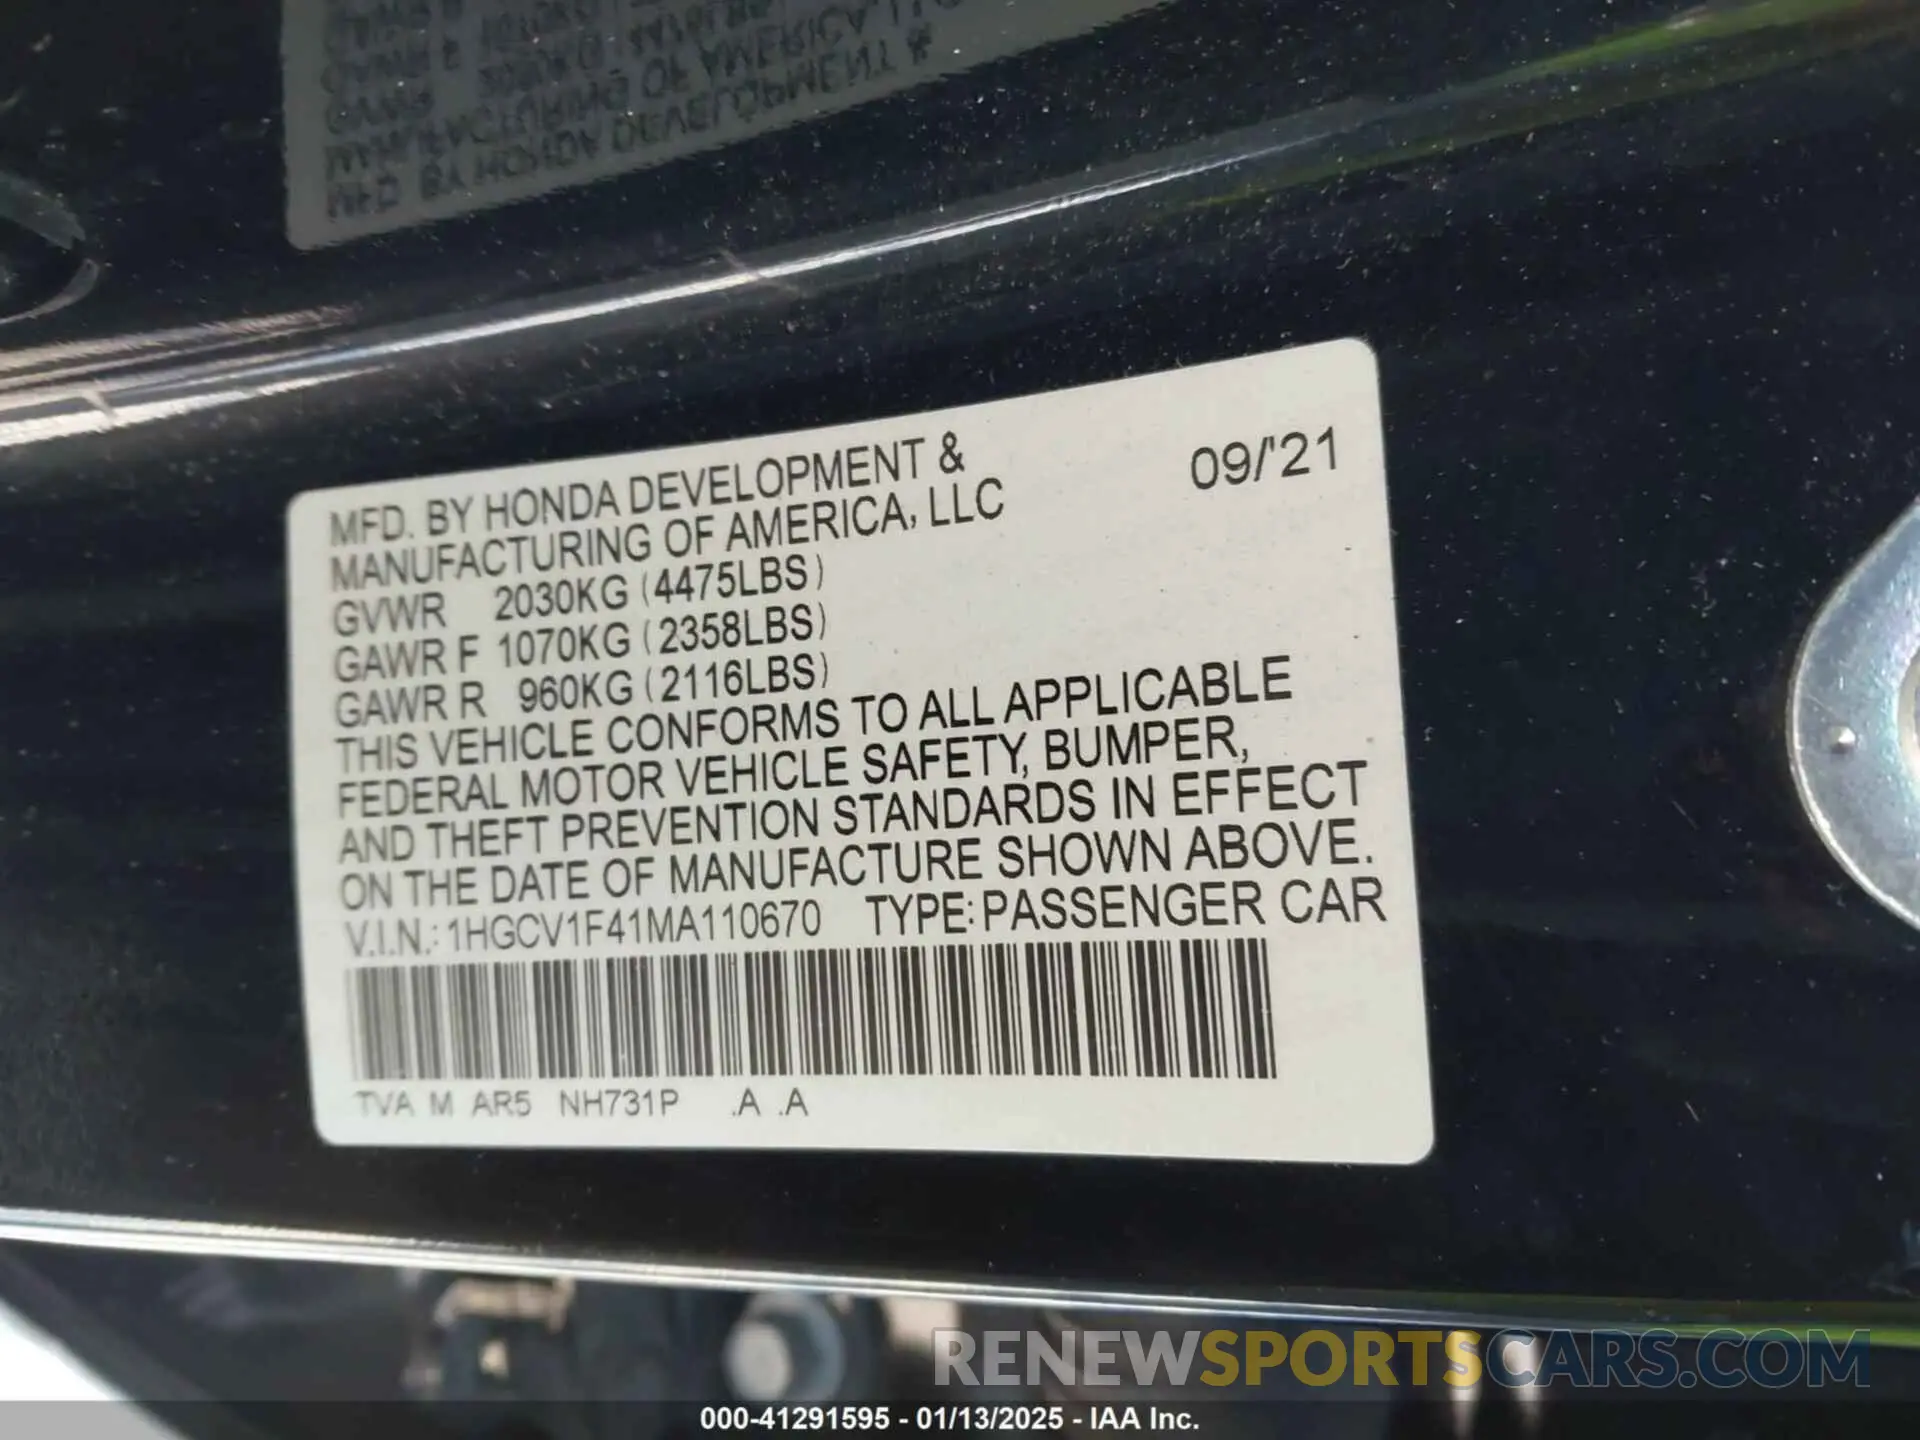 MFD. BY HONDA DEVELOPMENT &
MANUFACTURING OF AMERICA, LLC
09/'21
GVWR 2030KG (4475LBS)
GAWR F 1070KG (2358LBS)
GAWR R 960KG (2116LBS)
THIS VEHICLE CONFORMS TO ALL APPLICABLE
FEDERAL MOTOR VEHICLE SAFETY, BUMPER,
AND THEFT PREVENTION STANDARDS IN EFFECT
ON THE DATE OF MANUFACTURE SHOWN ABOVE.
V.I.N.: 1HGCV1F41MA110670 TYPE: PASSENGER CAR
TVA M AR5 NH731P .A .A
RENEWSPORTSCARS.COM
000-41291595 - 01/13/2025 - IAA Inc.